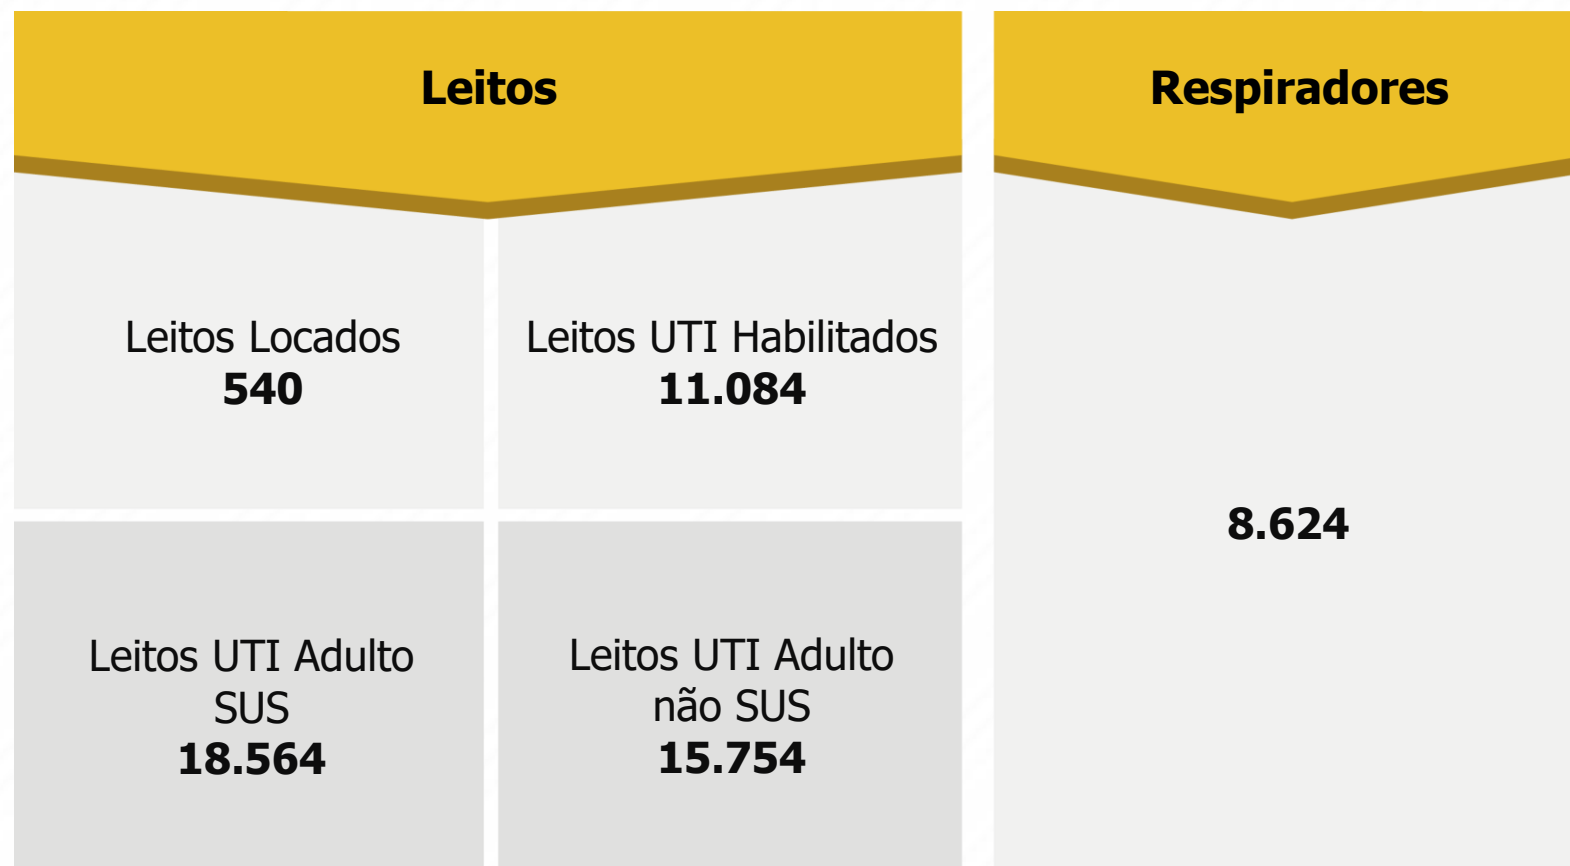 Leitos
Respiradores
Leitos Locados
540
Leitos UTI Habilitados
11.084
8.624
Leitos UTI Adulto
SUS
18.564
Leitos UTI Adulto
não SUS
15.754